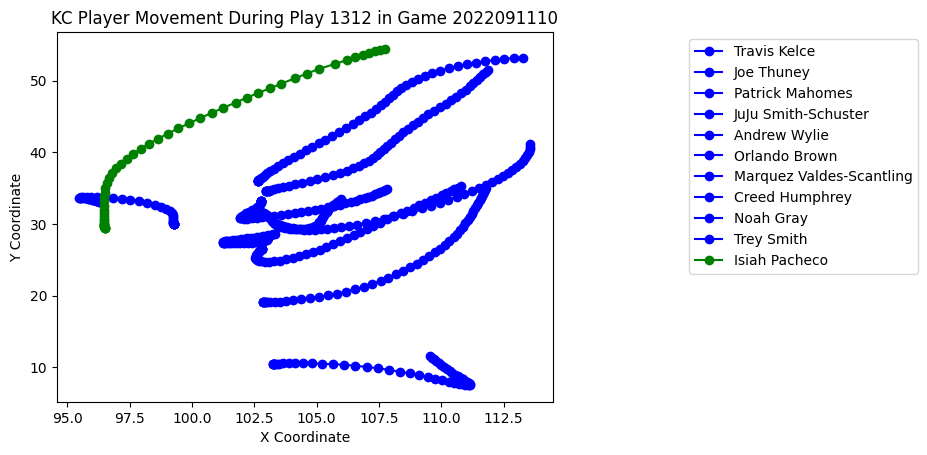 KC Player Movement During Play 1312 in Game 2022091110
Y Coordinate
50
40
30
20
10
95.0 97.5 100.0 102.5 105.0 107.5 110.0 112.5
X Coordinate
Travis Kelce
Joe Thuney
Patrick Mahomes
JuJu Smith-Schuster
Andrew Wylie
Orlando Brown
Marquez Valdes-Scantling
Creed Humphrey
Noah Gray
Trey Smith
Isiah Pacheco